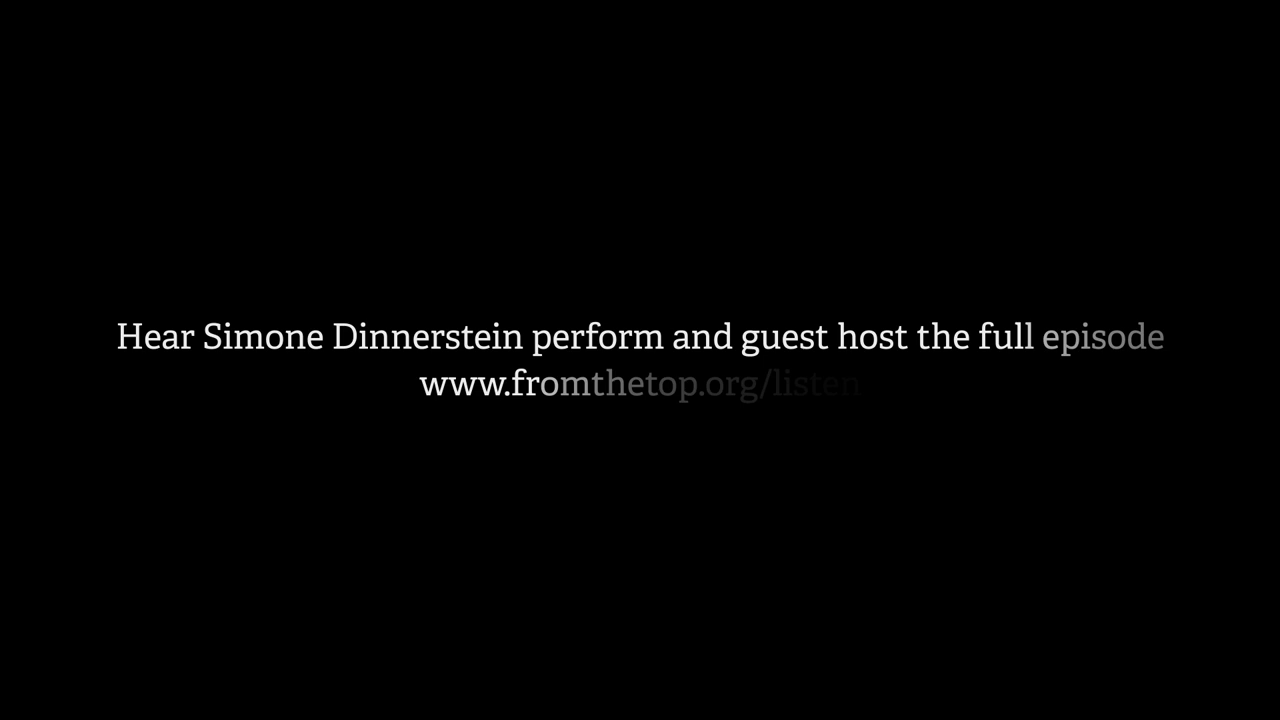 Hear Simone Dinnerstein perform and guest host the full episode
www.fromthetop.org/listen